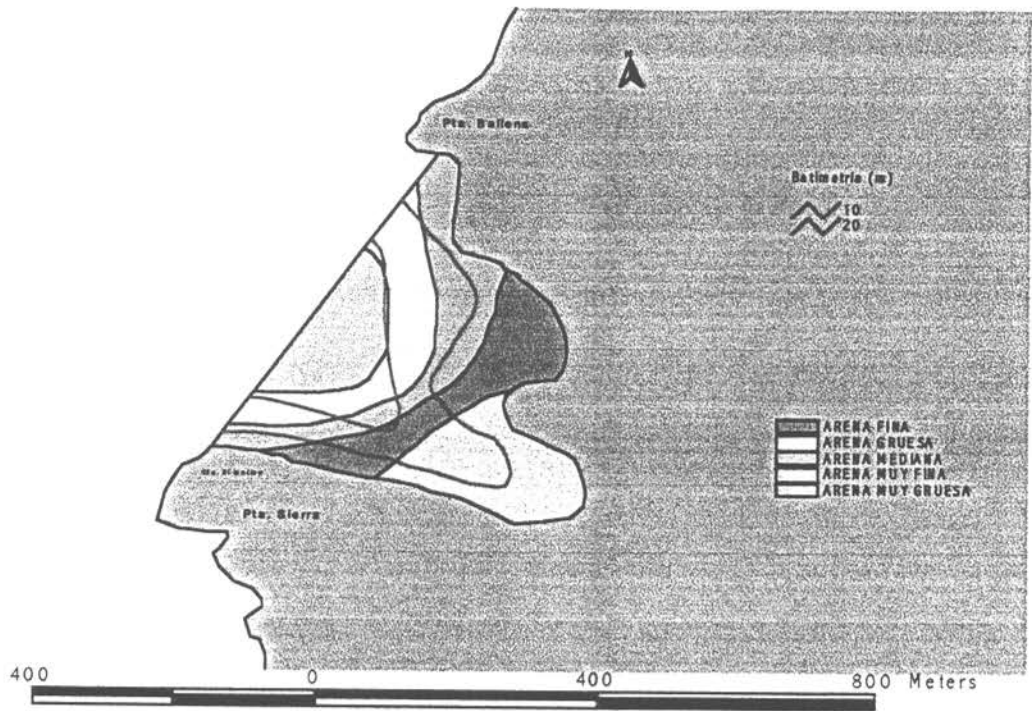 N
Pta. Ballena
Batimetria (m)
10
20
ARENA FINA
ARENA GRUESA
ARENA MEDIANA
ARENA MUY FINA
ARENA MUY GRUESA
Pta. Sierra
400 0 400 800 Meters